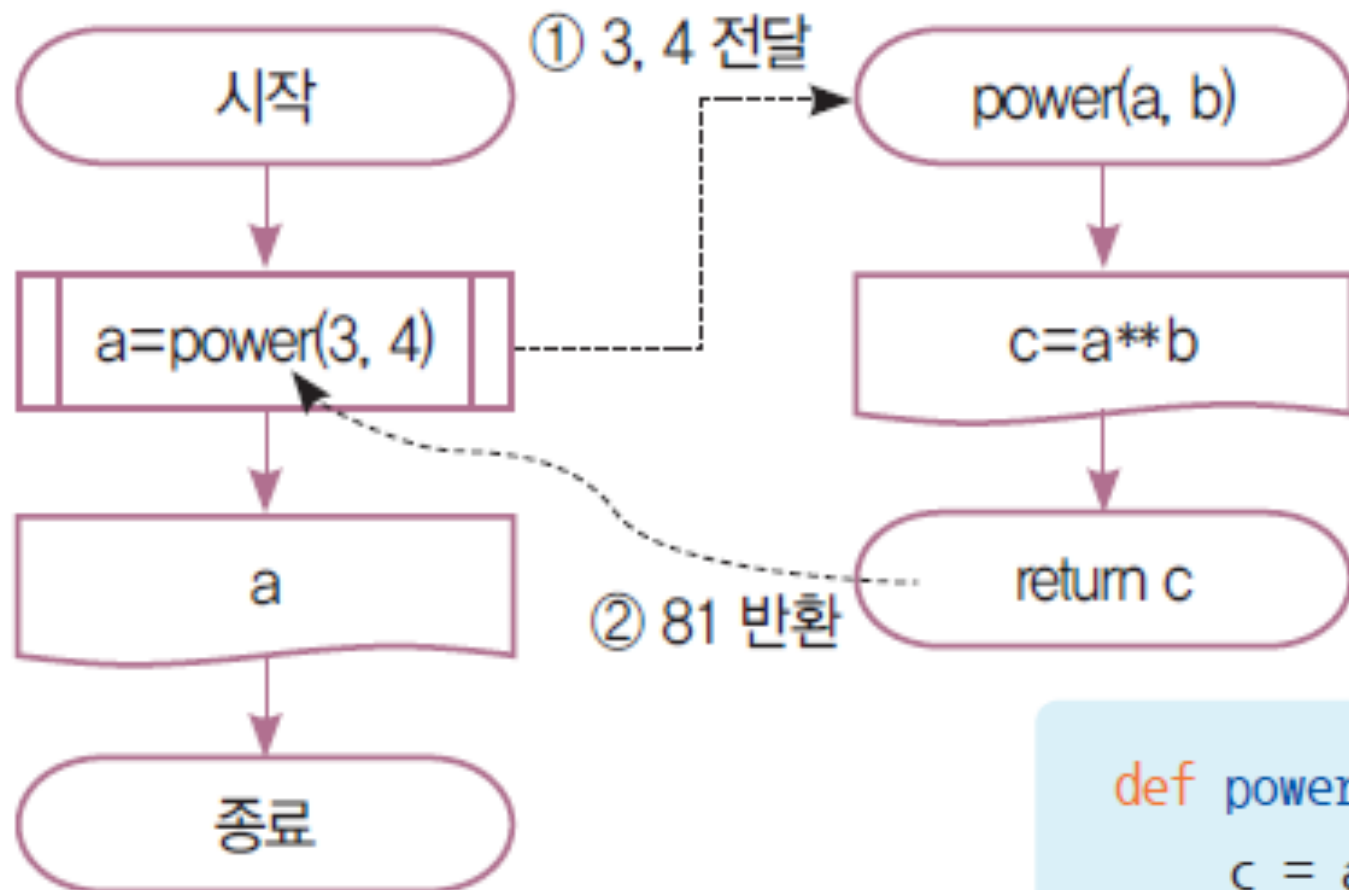 시작
① 3, 4 전달
power(a, b)
a=power(3, 4)
c=a**b
a
② 81 반환
return c
종료
def power
c = a